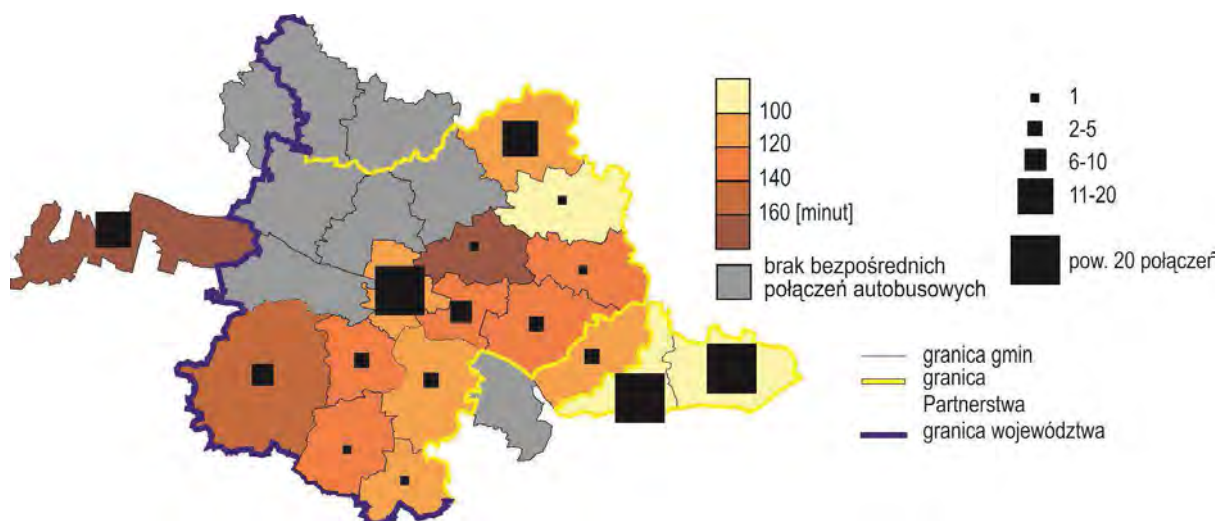 100
120
140
160 [minut]
brak bezpośrednich
połączeń autobusowych
1
2-5
6-10
11-20
pow. 20 połączeń
granica gmin
granica
Partnerstwa
granica województwa